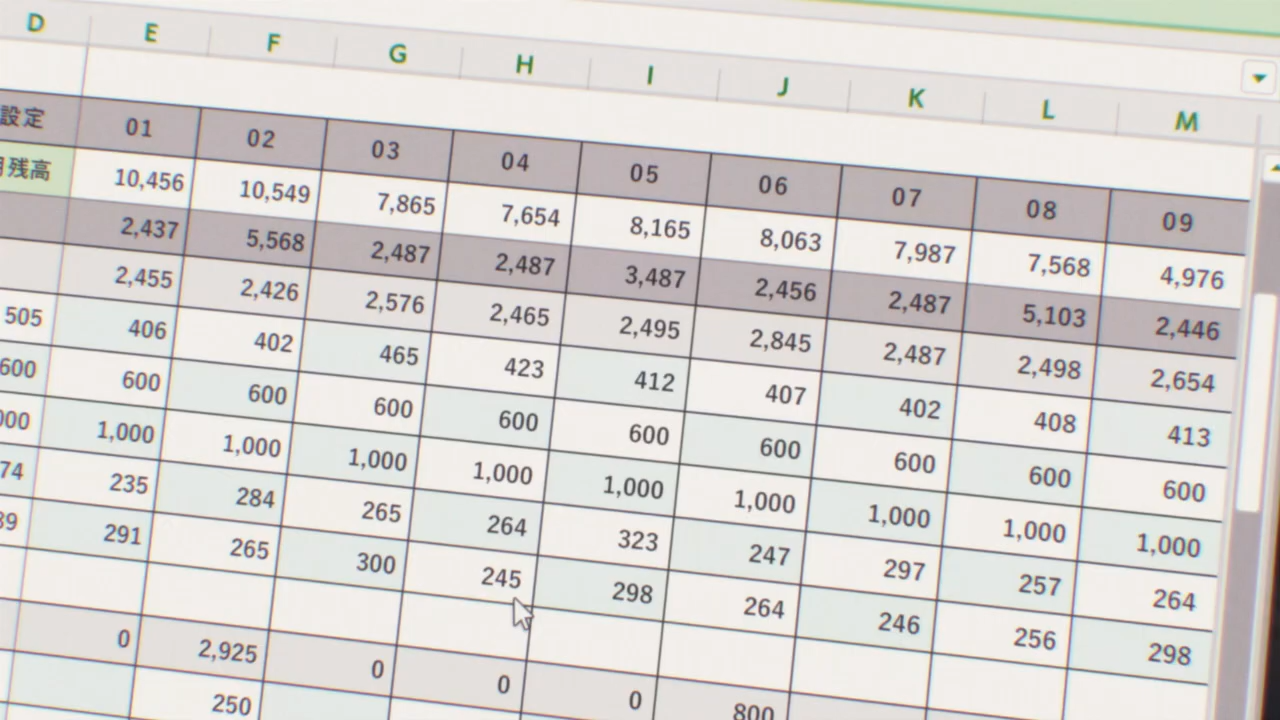 D E F G H I J K L M
設定 01 02 03 04 05 06 07 08 09
残高 10,456 10,549 7,865 7,654 8,165 8,063 7,987 7,568 4,976
2,437 5,568 2,487 2,487 3,487 2,456 2,487 5,103 2,446
2,455 2,426 2,576 2,465 2,495 2,845 2,487 2,498 2,654
505 406 402 465 423 412 407 402 408 413
600 600 600 600 600 600 600 600 600 600
000 1,000 1,000 1,000 1,000 1,000 1,000 1,000 1,000 1,000
74 235 284 265 264 323 247 297 257 264
291 265 300 245 298 264 246 256 298
0 2,925 0 0 0 800
250